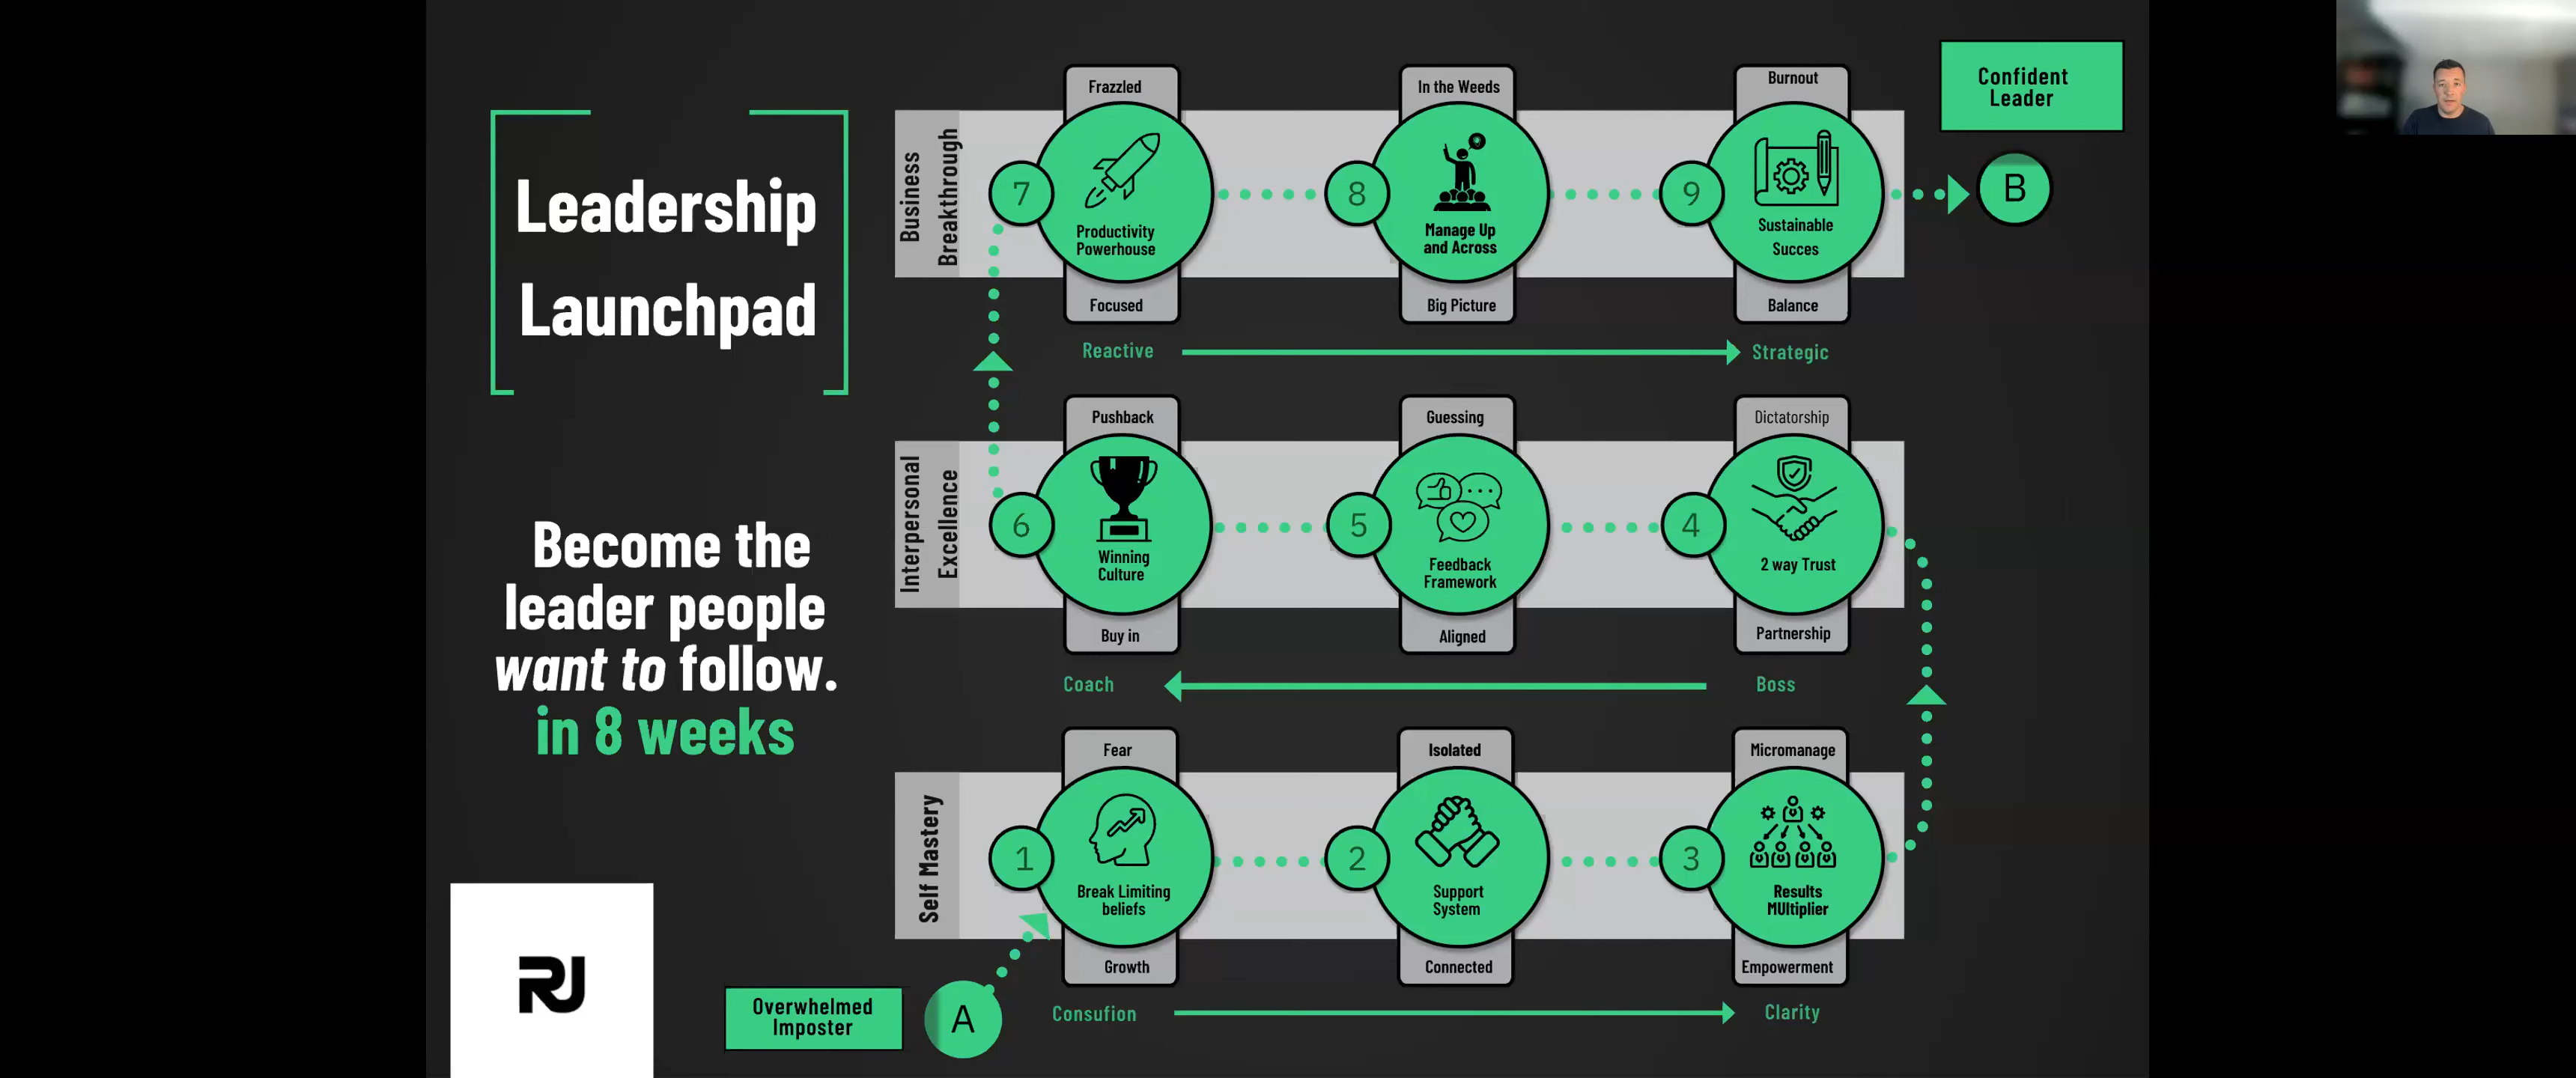 Leadership
Launchpad
Become the
leader people
want to follow.
in 8 weeks
RJ
Business
Breakthrough
Frazzled
7
Productivity
Powerhouse
Focused
In the Weeds
8
Manage Up
and Across
Big Picture
Burnout
9
Sustainable
Succes
Balance
Confident
Leader
B
Reactive
Strategic
Interpersonal
Excellence
Pushback
6
Winning
Culture
Buy in
Guessing
5
Feedback
Framework
Aligned
Dictatorship
4
2 way Trust
Partnership
Coach
Boss
Self Mastery
Fear
1
Break Limiting
beliefs
Growth
Isolated
2
Support
System
Connected
Micromanage
3
Results
MUltiplier
Empowerment
Overwhelmed
Imposter
A
Consufion
Clarity